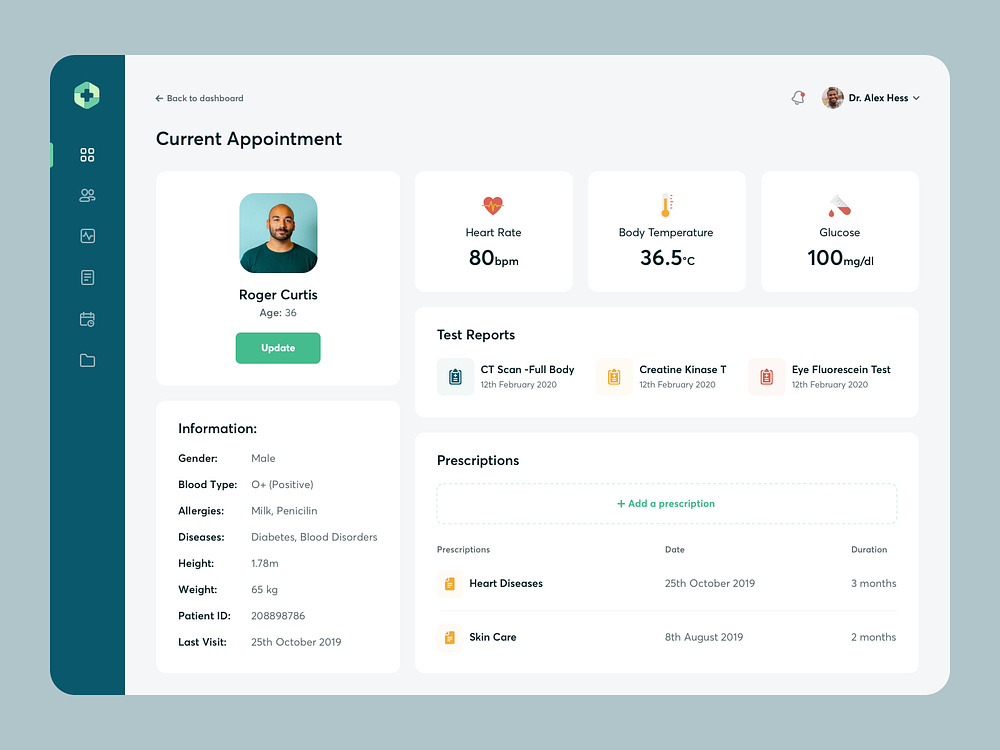 Back to dashboard
Dr. Alex Hess
Current Appointment
Roger Curtis
Age: 36
Update
Heart Rate
80bpm
Body Temperature
36.5°C
Glucose
100mg/dl
Test Reports
CT Scan -Full Body
12th February 2020
Creatine Kinase T
12th February 2020
Eye Fluorescein Test
12th February 2020
Information:
Gender: Male
Blood Type: O+ (Positive)
Allergies: Milk, Penicilin
Diseases: Diabetes, Blood Disorders
Height: 1.78m
Weight: 65 kg
Patient ID: 208898786
Last Visit: 25th October 2019
Prescriptions
+ Add a prescription
Prescriptions Date Duration
Heart Diseases 25th October 2019 3 months
Skin Care 8th August 2019 2 months